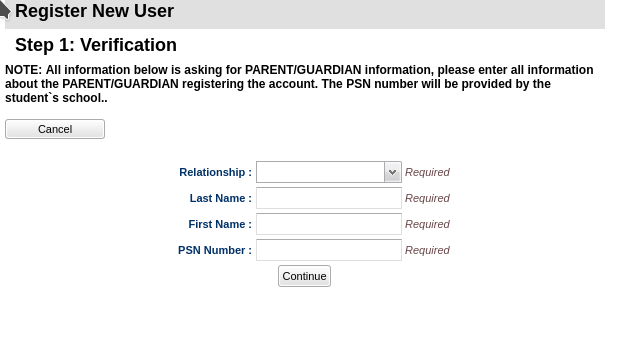 Register New User
Step 1: Verification
NOTE: All information below is asking for PARENT/GUARDIAN information, please enter all information
about the PARENT/GUARDIAN registering the account. The PSN number will be provided by the
student`s school..
Cancel
Relationship : Required
Last Name : Required
First Name : Required
PSN Number : Required
Continue